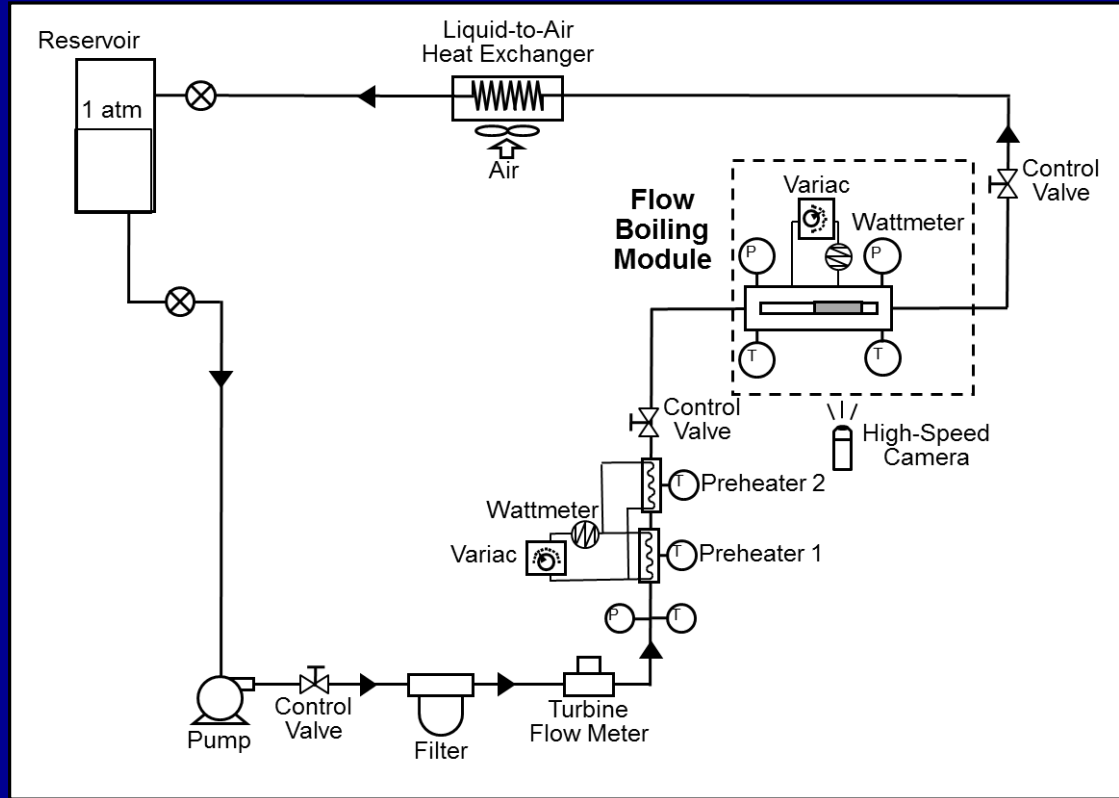 Reservoir
1 atm
Liquid-to-Air
Heat Exchanger
Air
Control
Valve
Flow
Boiling
Module
Variac
Wattmeter
P
P
T
T
High-Speed
Camera
Control
Valve
T
Preheater 2
Wattmeter
Variac
T
Preheater 1
P
T
Pump
Control
Valve
Filter
Turbine
Flow Meter